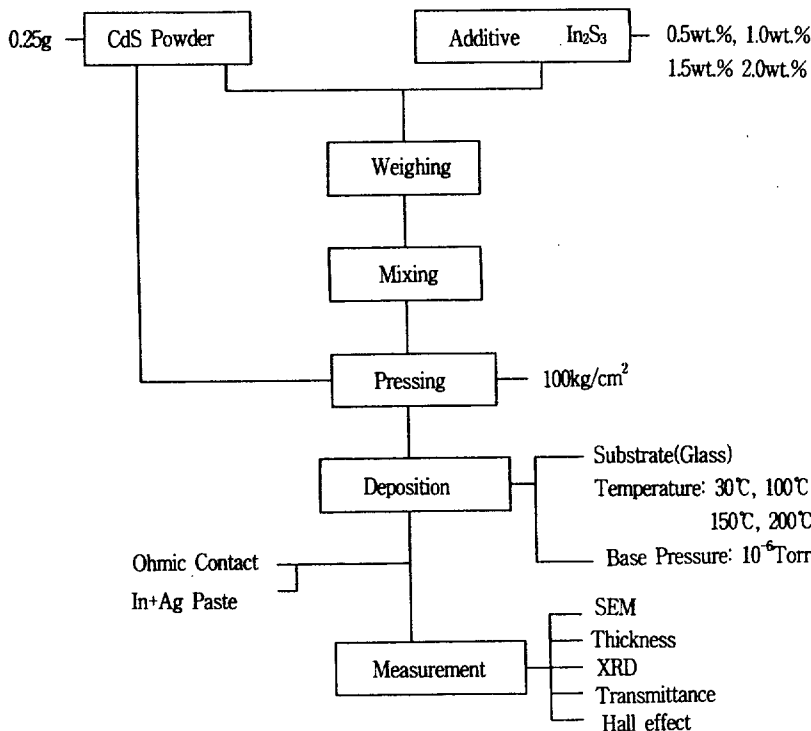 0.25g
CdS Powder
Additive In₂S₃
0.5wt.%, 1.0wt.%
1.5wt.% 2.0wt.%
Weighing
Mixing
Pressing
100kg/cm²
Deposition
Substrate(Glass)
Temperature: 30℃, 100℃
150℃, 200℃
Base Pressure: 10⁻⁶Torr
Ohmic Contact
In+Ag Paste
Measurement
SEM
Thickness
XRD
Transmittance
Hall effect